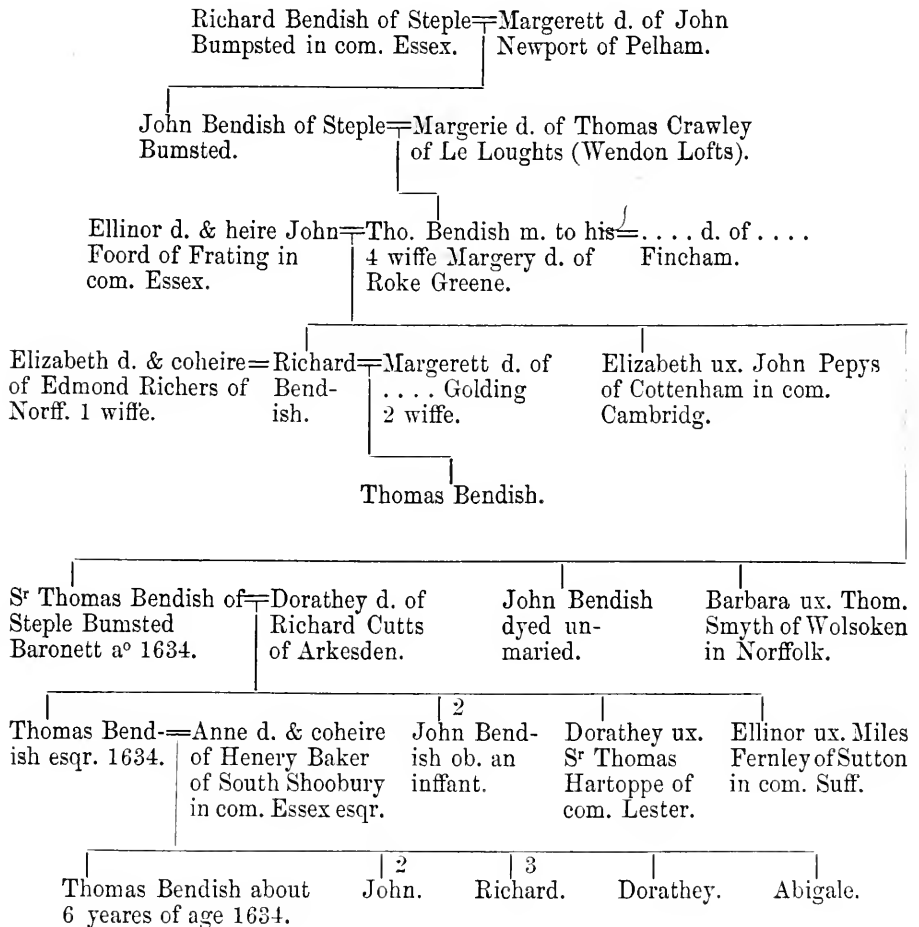 Richard Bendish of Steple=Margerett d. of John
Bumpsted in com. Essex. Newport of Pelham.
John Bendish of Steple=Margerie d. of Thomas Crawley
Bumsted. of Le Loughts (Wendon Lofts).
Ellinor d. & heire John=Tho. Bendish m. to his=. . . . d. of . . . .
Foord of Frating in 4 wiffe Margery d. of Fincham.
com. Essex. Roke Greene.
Elizabeth d. & coheire=Richard=Margerett d. of Elizabeth ux. John Pepys
of Edmond Richers of Bend- . . . . Golding of Cottenham in com.
Norff. 1 wiffe. ish. 2 wiffe. Cambridg.
Thomas Bendish.
Sr Thomas Bendish of=Dorathey d. of John Bendish Barbara ux. Thom.
Steple Bumsted Richard Cutts dyed un- Smyth of Wolsoken
Baronett ao 1634. of Arkesden. maried. in Norffolk.
2
Thomas Bend-=Anne d. & coheire John Bend- Dorathey ux. Ellinor ux. Miles
ish esqr. 1634. of Henery Baker ish ob. an Sr Thomas Fernley of Sutton
of South Shoobury inffant. Hartoppe of in com. Suff.
in com. Essex esqr. com. Lester.
2 3
Thomas Bendish about John. Richard. Dorathey. Abigale.
6 yeares of age 1634.